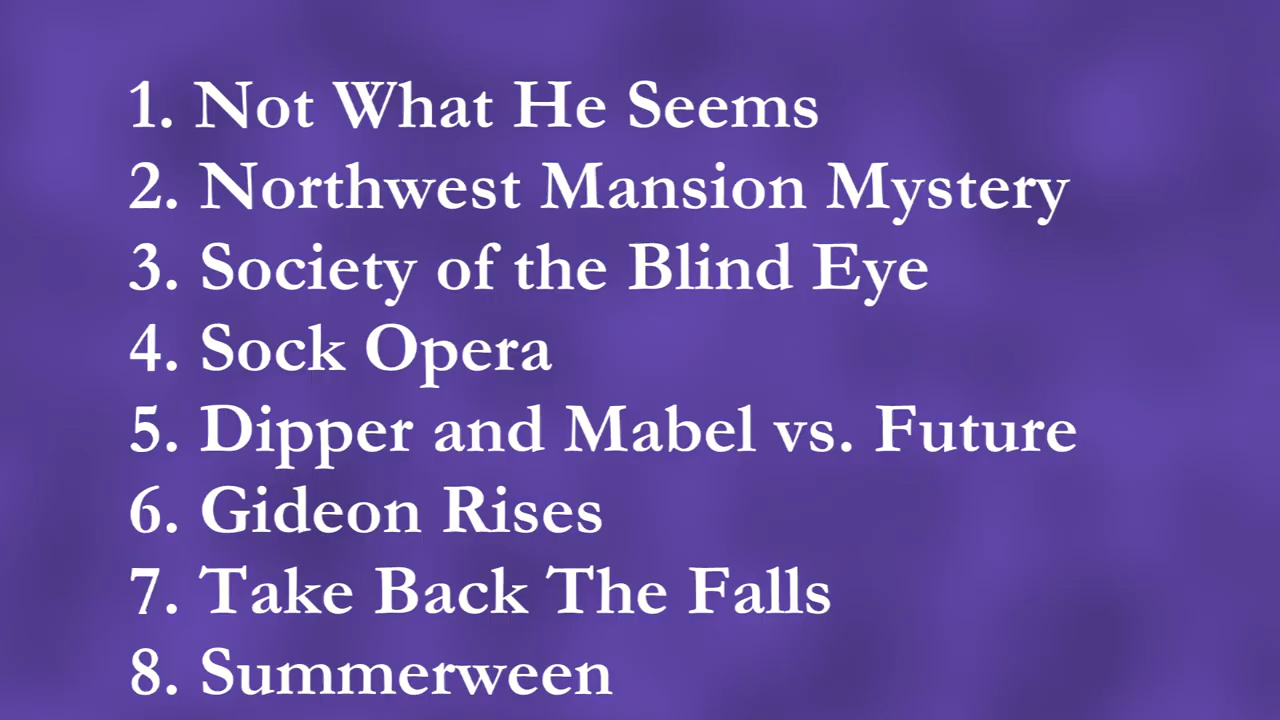 1. Not What He Seems
2. Northwest Mansion Mystery
3. Society of the Blind Eye
4. Sock Opera
5. Dipper and Mabel vs. Future
6. Gideon Rises
7. Take Back The Falls
8. Summerween